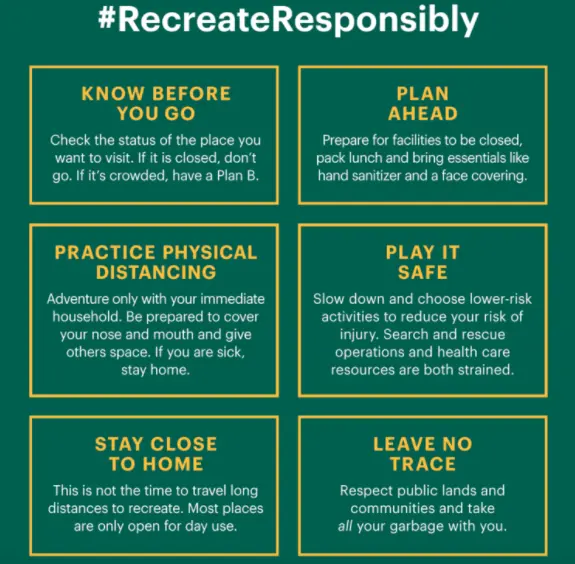 #RecreateResponsibly
KNOW BEFORE
YOU GO
Check the status of the place you
want to visit. If it is closed, don't
go. If it's crowded, have a Plan B.
PLAN
AHEAD
Prepare for facilities to be closed,
pack lunch and bring essentials like
hand sanitizer and a face covering.
PRACTICE PHYSICAL
DISTANCING
Adventure only with your immediate
household. Be prepared to cover
your nose and mouth and give
others space. If you are sick,
stay home.
PLAY IT
SAFE
Slow down and choose lower-risk
activities to reduce your risk of
injury. Search and rescue
operations and health care
resources are both strained.
STAY CLOSE
TO HOME
This is not the time to travel long
distances to recreate. Most places
are only open for day use.
LEAVE NO
TRACE
Respect public lands and
communities and take
all your garbage with you.